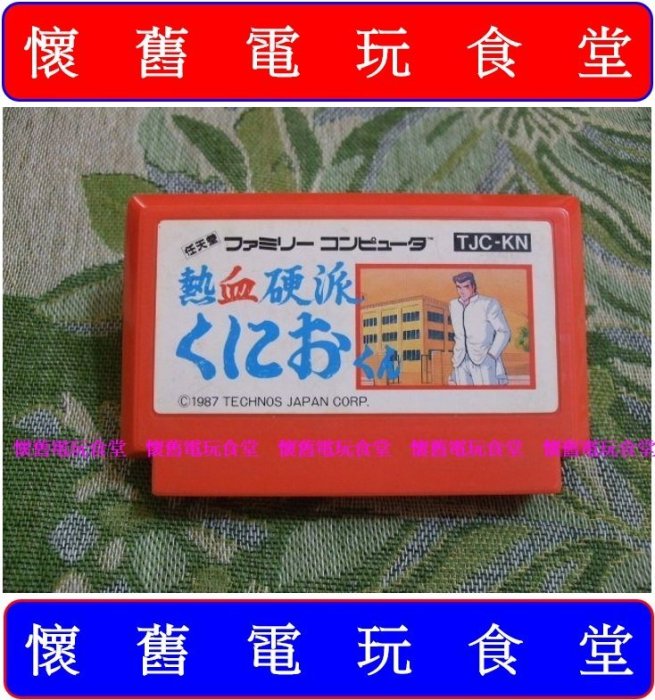 懷舊電玩食堂
任天堂 ファミリー コンピュータ™ TJC-KN
熱血硬派
くにおくん
©1987 TECHNOS JAPAN CORP.
懷舊電玩食堂 懷舊電玩食堂 懷舊電玩食堂 懷舊電玩食堂 懷舊電玩食堂
懷舊電玩食堂